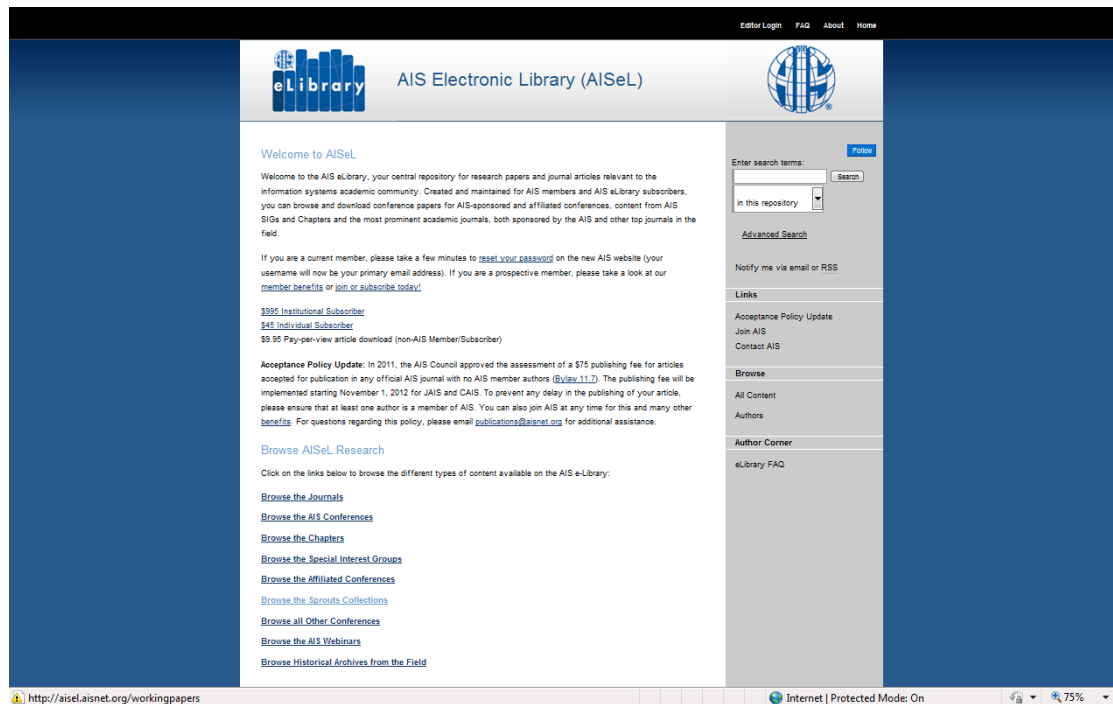 Editor Login FAQ About Home
eLibrary
AIS Electronic Library (AISeL)
Welcome to AISeL
Welcome to the AIS eLibrary, your central repository for research papers and journal articles relevant to the
information systems academic community. Created and maintained for AIS members and AIS eLibrary subscribers,
you can browse and download conference papers for AIS-sponsored and affiliated conferences, content from AIS
SIGs and Chapters and the most prominent academic journals, both sponsored by the AIS and other top journals in the
field.
If you are a current member, please take a few minutes to reset your password on the new AIS website (your
username will now be your primary email address). If you are a prospective member, please take a look at our
member benefits or join or subscribe today!
$995 Institutional Subscriber
$45 Individual Subscriber
$9.95 Pay-per-view article download (non-AIS Member/Subscriber)
Acceptance Policy Update: In 2011, the AIS Council approved the assessment of a $75 publishing fee for articles
accepted for publication in any official AIS journal with no AIS member authors (Bylaw 11.7). The publishing fee will be
implemented starting November 1, 2012 for JAIS and CAIS. To prevent any delay in the publishing of your article,
please ensure that at least one author is a member of AIS. You can also join AIS at any time for this and many other
benefits. For questions regarding this policy, please email publications@aisnet.org for additional assistance.
Browse AISeL Research
Click on the links below to browse the different types of content available on the AIS e-Library:
Browse the Journals
Browse the AIS Conferences
Browse the Chapters
Browse the Special Interest Groups
Browse the Affiliated Conferences
Browse the Sprouts Collections
Browse all Other Conferences
Browse the AIS Webinars
Browse Historical Archives from the Field
Follow
Enter search terms:
Search
in this repository
Advanced Search
Notify me via email or RSS
Links
Acceptance Policy Update
Join AIS
Contact AIS
Browse
All Content
Authors
Author Corner
eLibrary FAQ
http://aisel.aisnet.org/workingpapers
Internet | Protected Mode: On
75%